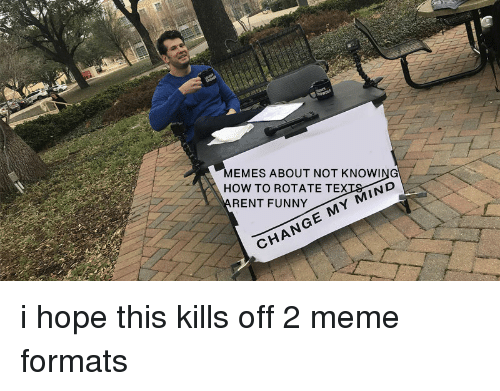 MEMES ABOUT NOT KNOWING
HOW TO ROTATE TEXTS
ARENT FUNNY
CHANGE MY MIND
i hope this kills off 2 meme
formats